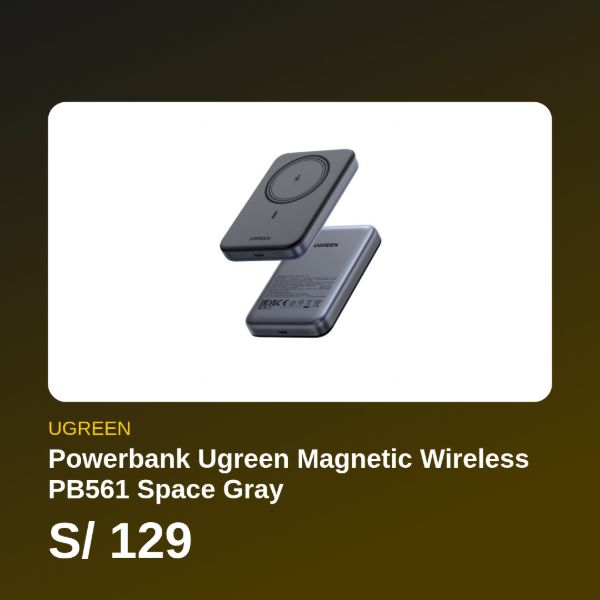 UGREEN
UGREEN
UGREEN
Powerbank Ugreen Magnetic Wireless
PB561 Space Gray
S/ 129